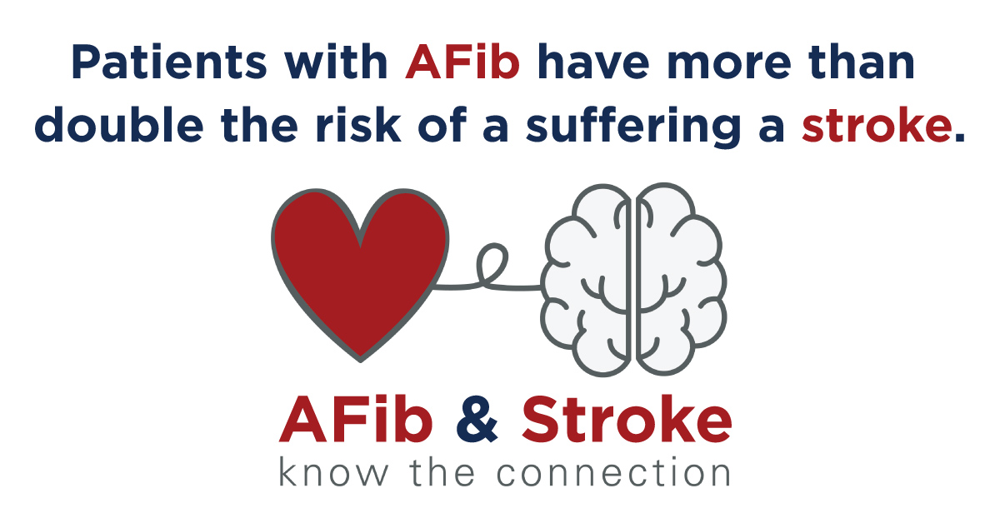 Patients with AFib have more than
double the risk of a suffering a stroke.
AFib & Stroke
know the connection